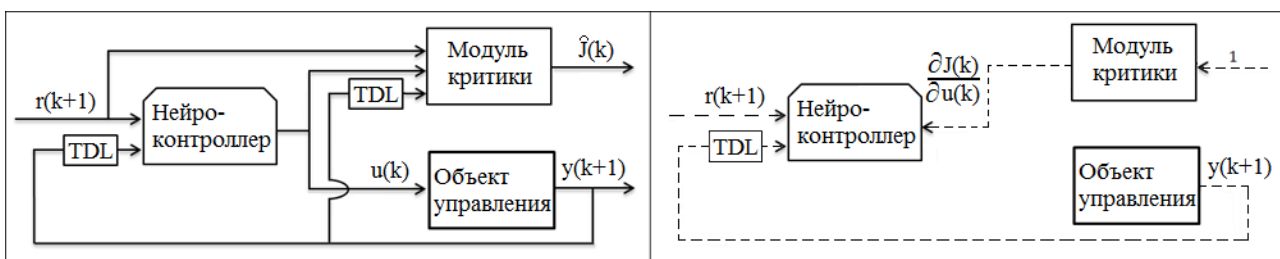 Модуль
критики
Ĵ(k)
r(k+1)
TDL
Нейро-
контроллер
TDL
u(k)
Объект
управления
y(k+1)
Модуль
критики
1
∂J(k)
∂u(k)
r(k+1)
Нейро-
контроллер
TDL
Объект
управления
y(k+1)